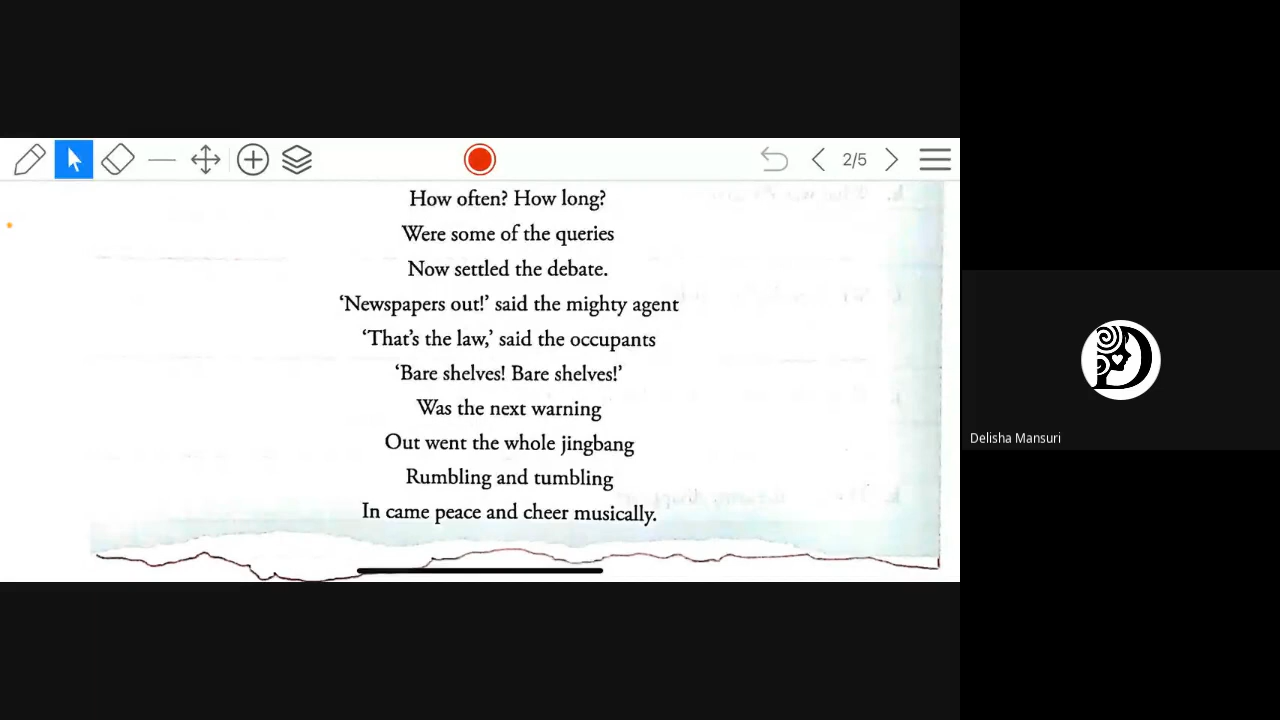 2/5
How often? How long?
Were some of the queries
Now settled the debate.
‘Newspapers out!’ said the mighty agent
‘That’s the law,’ said the occupants
‘Bare shelves! Bare shelves!’
Was the next warning
Out went the whole jingbang
Rumbling and tumbling
In came peace and cheer musically.
Delisha Mansuri